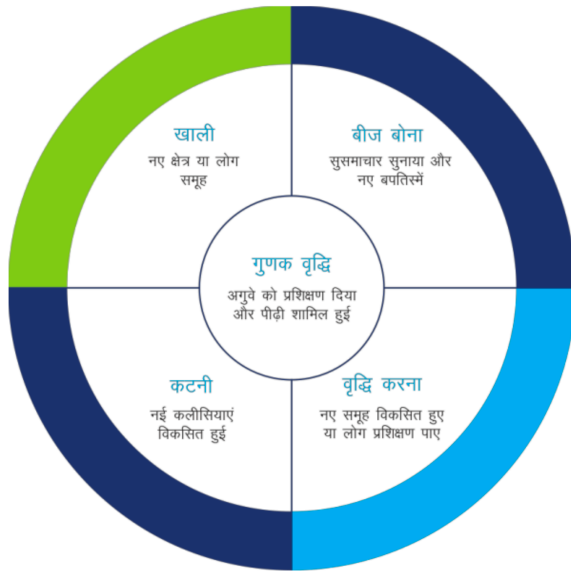 खाली
नए क्षेत्र या लोग
समूह
बीज बोना
सुसमाचार सुनाया और
नए बपतिस्में
गुणक वृद्धि
अगुवे को प्रशिक्षण दिया
और पीढ़ी शामिल हुई
कटनी
नई कलीसियाएं
विकसित हुई
वृद्धि करना
नए समूह विकसित हुए
या लोग प्रशिक्षण पाए